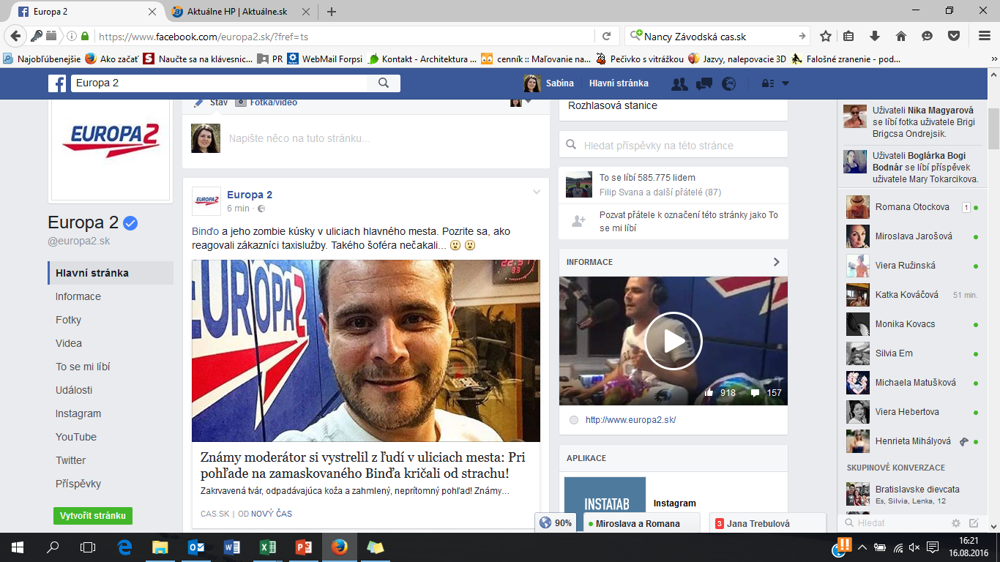 Europa 2
Aktuálne HP | Aktuálne.sk
https://www.facebook.com/europa2.sk/?fref=ts
Nancy Závodská cas.sk
Najobľúbenejšie
Ako začať
Naučte sa na klávesnic...
PR
WebMail Forpsi
Kontakt - Architektura ...
cenník :: Maľovanie na...
Pečivko s vitrážkou
Jazvy, nalepovacie 3D
Falošné zranenie - pod...
Europa 2
Sabina
Hlavní stránka
EUROPA 2
Europa 2
@europa2.sk
Hlavní stránka
Informace
Fotky
Videa
To se mi líbí
Události
Instagram
YouTube
Twitter
Příspěvky
Vytvořit stránku
Stav
Fotka/video
Napište něco na tuto stránku...
EUROPA 2
Europa 2
6 min ·
Binďo a jeho zombie kúsky v uliciach hlavného mesta. Pozrite sa, ako
reagovali zákazníci taxislužby. Takého šoféra nečakali...
EUROPA 2
Známy moderátor si vystrelil z ľudí v uliciach mesta: Pri
pohľade na zamaskovaného Binďa kričali od strachu!
Zakrvavená tvár, odpadávajúca koža a zahmlený, neprítomný pohľad! Známy...
CAS.SK | OD NOVÝ ČAS
Rozhlasová stanice
Hledat příspěvky na této stránce
To se líbí 585.775 lidem
Filip Svana a další přátelé (87)
Pozvat přátele k označení této stránky jako To
se mi líbí
INFORMACE
918
157
http://www.europa2.sk/
APLIKACE
INSTATAB
Instagram
Uživateli Nika Magyarová
se líbí fotka uživatele Brigi
Brigcsa Ondrejsik.
Uživateli Boglárka Bogi
Bodnár se líbí příspěvek
uživatele Mary Tokarcikova.
Romana Otockova
1
Miroslava Jarošová
Viera Ružinská
Katka Kováčová
51 min.
Monika Kovacs
Silvia Em
Michaela Matušková
Viera Hebertova
Henrieta Mihályová
SKUPINOVÉ KONVERZACE
Bratislavske dievcata
Es, Silvia, Lenka, 12
Hledat
90%
Miroslava a Romana
3
Jana Trebulová
16:21
16.08.2016